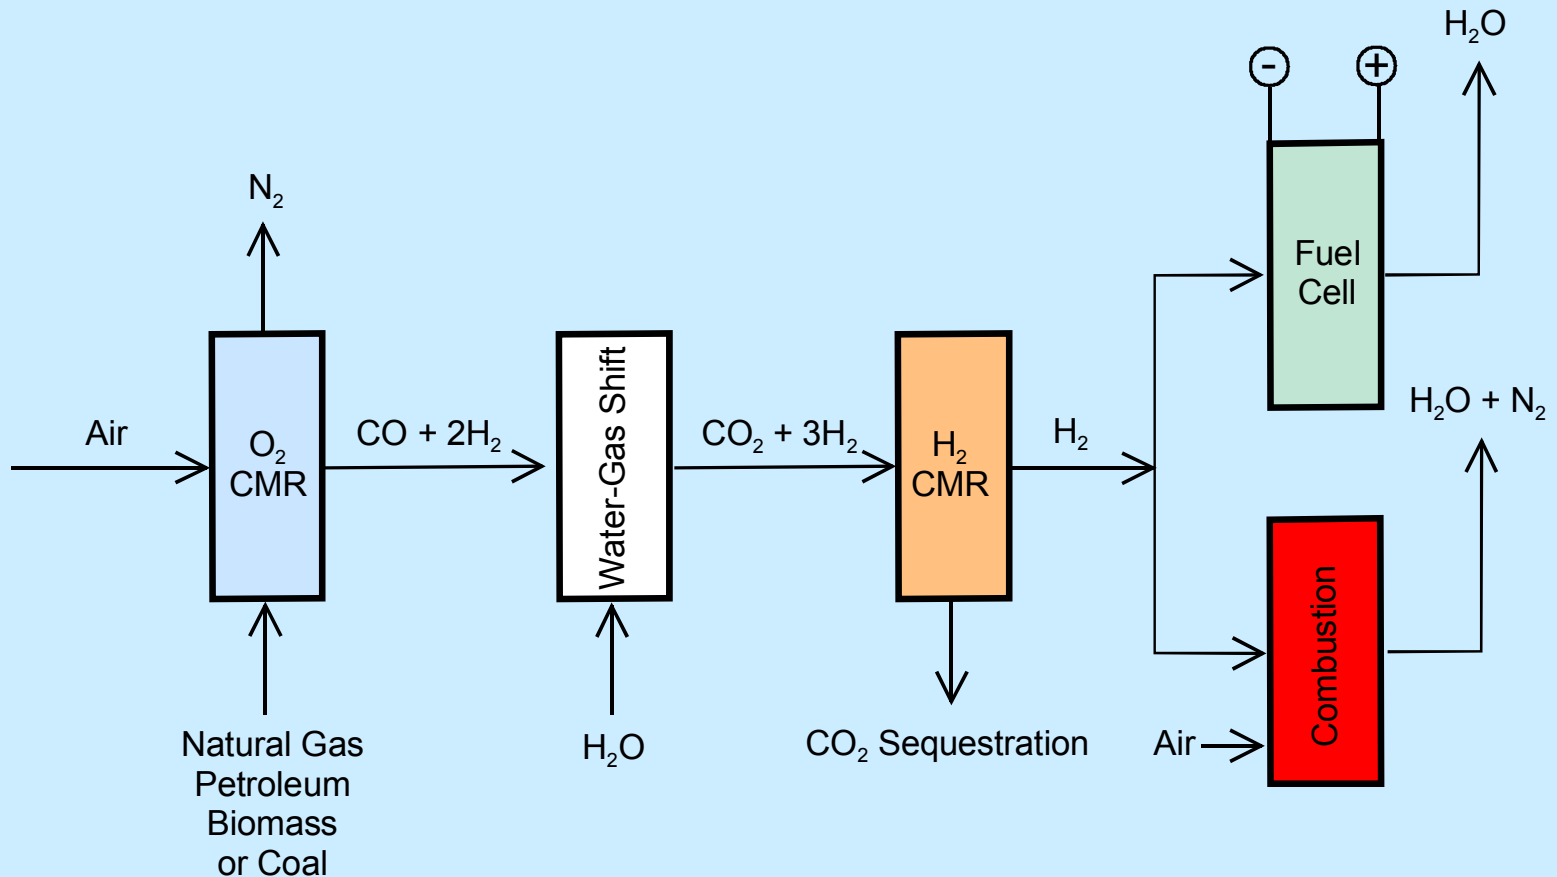 H₂O
- +
N₂
Fuel
Cell
H₂O + N₂
Air
CO + 2H₂
CO₂ + 3H₂
H₂
O₂
CMR
Water-Gas Shift
H₂
CMR
Combustion
Natural Gas
Petroleum
Biomass
or Coal
H₂O
CO₂ Sequestration
Air